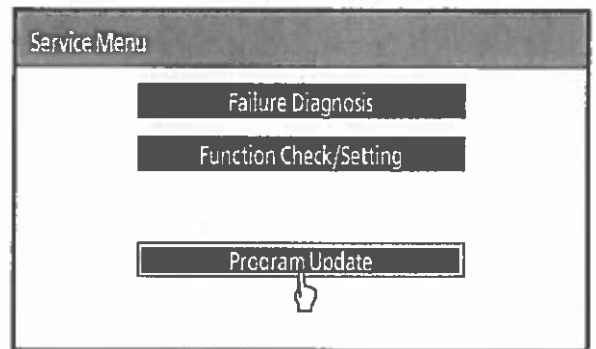 Service Menu
Failure Diagnosis
Function Check/Setting
Program Update